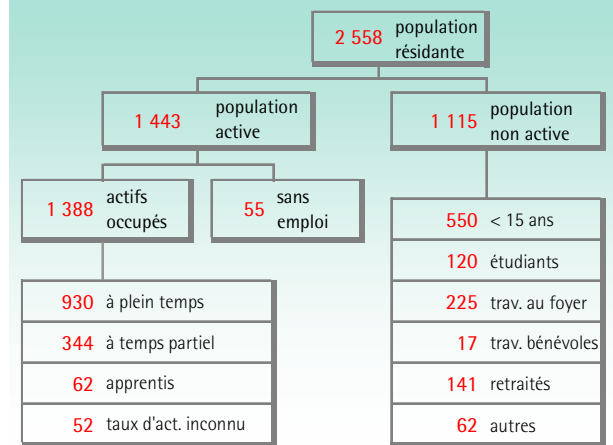 2 558 population
résidante
1 443 population
active
1 115 population
non active
1 388 actifs
occupés
55 sans
emploi
930 à plein temps
344 à temps partiel
62 apprentis
52 taux d'act. inconnu
550 < 15 ans
120 étudiants
225 trav. au foyer
17 trav. bénévoles
141 retraités
62 autres